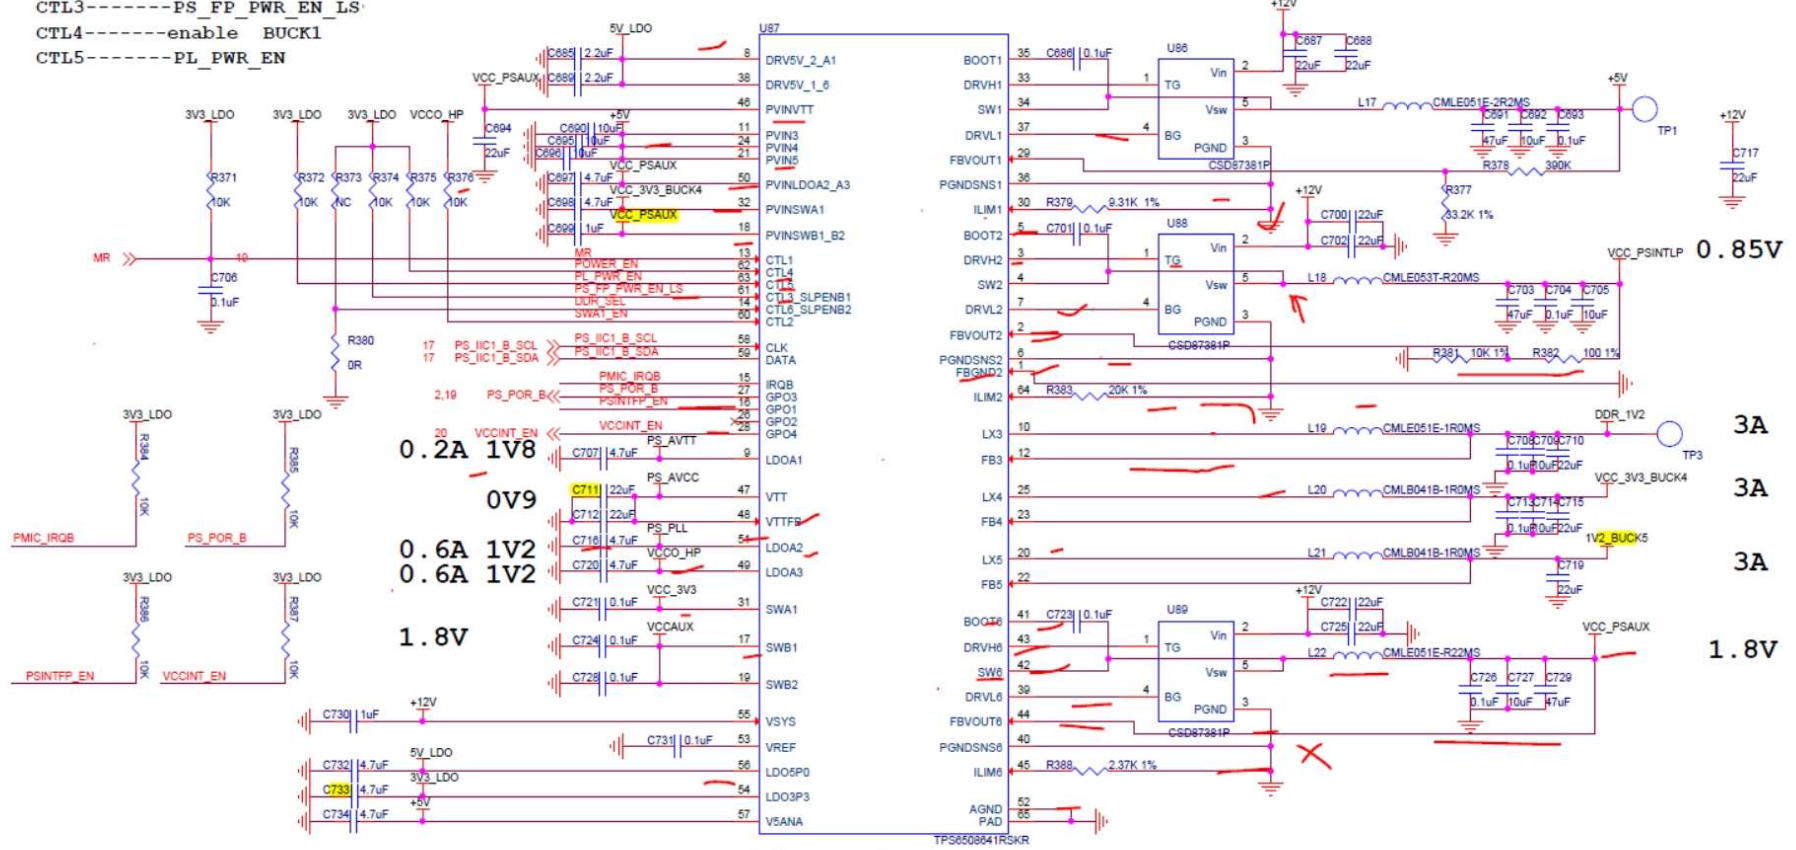 CTL3-------PS_FP_PWR_EN_LS
CTL4-------enable BUCK1
CTL5-------PL_PWR_EN
3V3_LDO
3V3_LDO
3V3_LDO
VCCO_HP
R371
10K
R372
10K
R373
NC
R374
10K
R375
10K
R376
10K
MR
10
C706
0.1uF
R380
0R
5V_LDO
C685 2.2uF
VCC_PSAUX
C689 2.2uF
C694
22uF
+5V
C690 10uF
C695
C696 10uF
VCC_PSAUX
C697 4.7uF
VCC_3V3_BUCK4
C698 4.7uF
VCC_PSAUX
C699 1uF
MR
POWER_EN
PL_PWR_EN
PS_FP_PWR_EN_LS
DDR_SEL
SWA1_EN
17 PS_IIC1_B_SCL
PS_IIC1_B_SCL
17 PS_IIC1_B_SDA
PS_IIC1_B_SDA
PMIC_IRQB
2,19 PS_POR_B
PS_POR_B
PSINTFP_EN
20 VCCINT_EN
VCCINT_EN
3V3_LDO
R384
10K
PMIC_IRQB
3V3_LDO
R385
10K
PS_POR_B
3V3_LDO
R386
10K
PSINTFP_EN
3V3_LDO
R387
10K
VCCINT_EN
0.2A 1V8
0V9
0.6A 1V2
0.6A 1V2
1.8V
PS_AVTT
C707 4.7uF
PS_AVCC
C711 22uF
C712 22uF
PS_PLL
C716 4.7uF
VCCO_HP
C720 4.7uF
VCC_3V3
C721 0.1uF
VCCAUX
C724 0.1uF
C728 0.1uF
+12V
C730 1uF
C731 0.1uF
5V_LDO
C732 4.7uF
3V3_LDO
C733 4.7uF
+5V
C734 4.7uF
U87
8 DRV5V_2_A1
38 DRV5V_1_6
46 PVINVTT
11 PVIN3
24 PVIN4
21 PVIN5
50 PVINLDOA2_A3
32 PVINSWA1
18 PVINSWB1_B2
13 CTL1
62 CTL4
63 CTL5
61 CTL3_SLPENB1
14 CTL6_SLPENB2
60 CTL2
58 CLK
59 DATA
15 IRQB
27 GPO3
16 GPO1
26 GPO2
28 GPO4
9 LDOA1
47 VTT
48 VTTFB
51 LDOA2
49 LDOA3
31 SWA1
17 SWB1
19 SWB2
55 VSYS
53 VREF
56 LDO5P0
54 LDO3P3
57 V5ANA
BOOT1 35
DRVH1 33
SW1 34
DRVL1 37
FBVOUT1 29
PGNDSNS1 36
ILIM1 30
BOOT2 5
DRVH2 3
SW2 4
DRVL2 7
FBVOUT2 2
PGNDSNS2 6
FBGND2 1
ILIM2 64
LX3 10
FB3 12
LX4 25
FB4 23
LX5 20
FB5 22
BOOT6 41
DRVH6 43
SW6 42
DRVL6 39
FBVOUT6 44
PGNDSNS6 40
ILIM6 45
AGND 52
PAD 65
TPS6508641RSKR
C686 0.1uF
U86
1 TG
4 BG
Vin 2
Vsw 5
PGND 3
CSD87381P
+12V
C687
22uF
C688
22uF
L17 CMLE051E-2R2MS
+5V
TP1
C691
47uF
C692
10uF
C693
0.1uF
R378 390K
R377
33.2K 1%
+12V
C717
22uF
R379 9.31K 1%
C701 0.1uF
U88
1 TG
4 BG
Vin 2
Vsw 5
PGND 3
CSD87381P
+12V
C700 22uF
C702 22uF
L18 CMLE053T-R20MS
VCC_PSINTLP
0.85V
C703
47uF
C704
0.1uF
C705
10uF
R381 10K 1%
R382 100 1%
R383 20K 1%
L19 CMLE051E-1R0MS
DDR_1V2
TP3
3A
C708 C709 C710
0.1uF 10uF 22uF
L20 CMLB041B-1R0MS
VCC_3V3_BUCK4
3A
C713 C714 C715
0.1uF 10uF 22uF
L21 CMLB041B-1R0MS
1V2_BUCK5
3A
C719
22uF
C723 0.1uF
U89
1 TG
4 BG
Vin 2
Vsw 5
PGND 3
CSD87381P
+12V
C722 22uF
C725 22uF
L22 CMLE051E-R22MS
VCC_PSAUX
1.8V
C726
0.1uF
C727
10uF
C729
47uF
R388 2.37K 1%